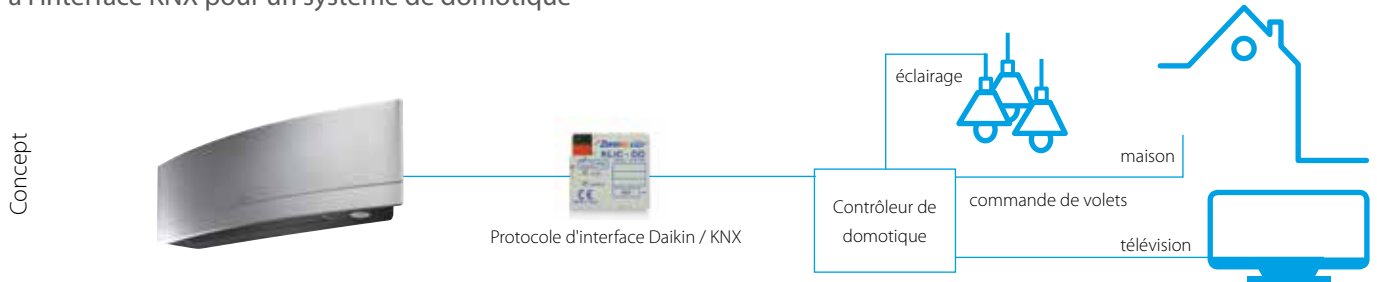 à l'interface KNX pour un système de domotique
Concept
éclairage
maison
commande de volets
télévision
Contrôleur de
domotique
KLIC - DD
CE
Protocole d'interface Daikin / KNX